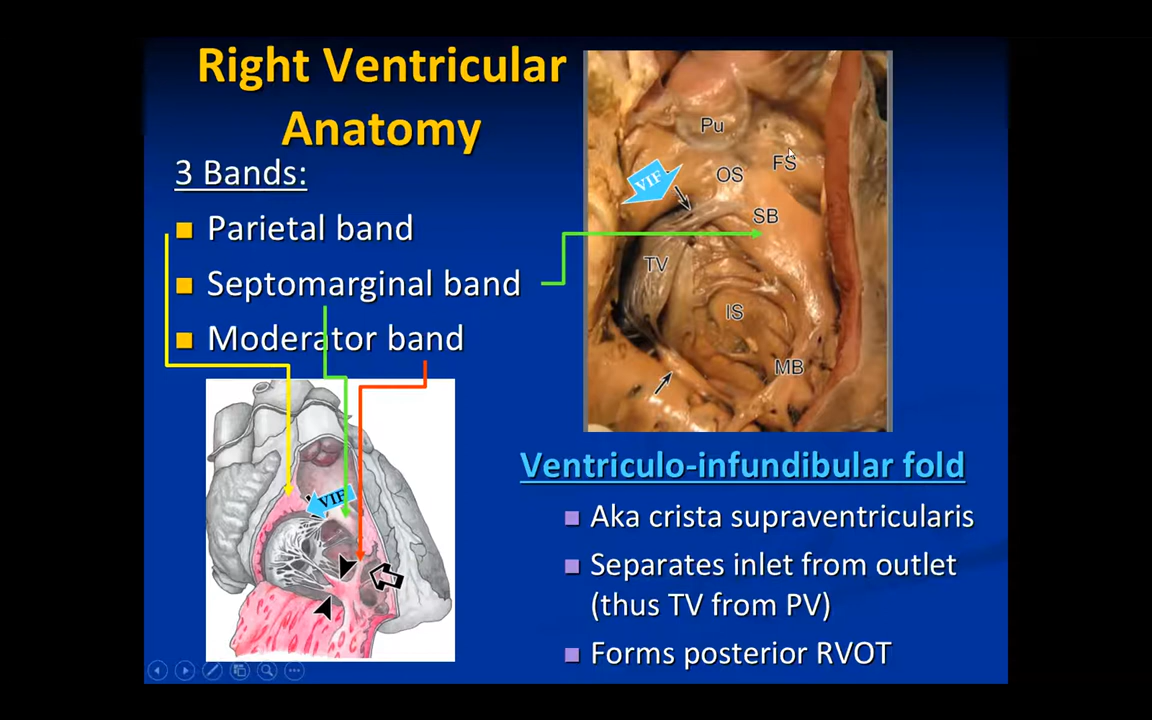 Right Ventricular
Anatomy
3 Bands:
Parietal band
Septomarginal band
Moderator band
Pu
FS
OS
VIF
SB
TV
IS
MB
VIF
Ventriculo-infundibular fold
Aka crista supraventricularis
Separates inlet from outlet
(thus TV from PV)
Forms posterior RVOT